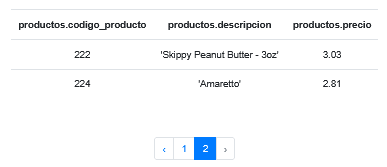 productos.codigo_producto productos.descripcion productos.precio
222 'Skippy Peanut Butter - 3oz' 3.03
224 'Amaretto' 2.81
‹ 1 2 ›